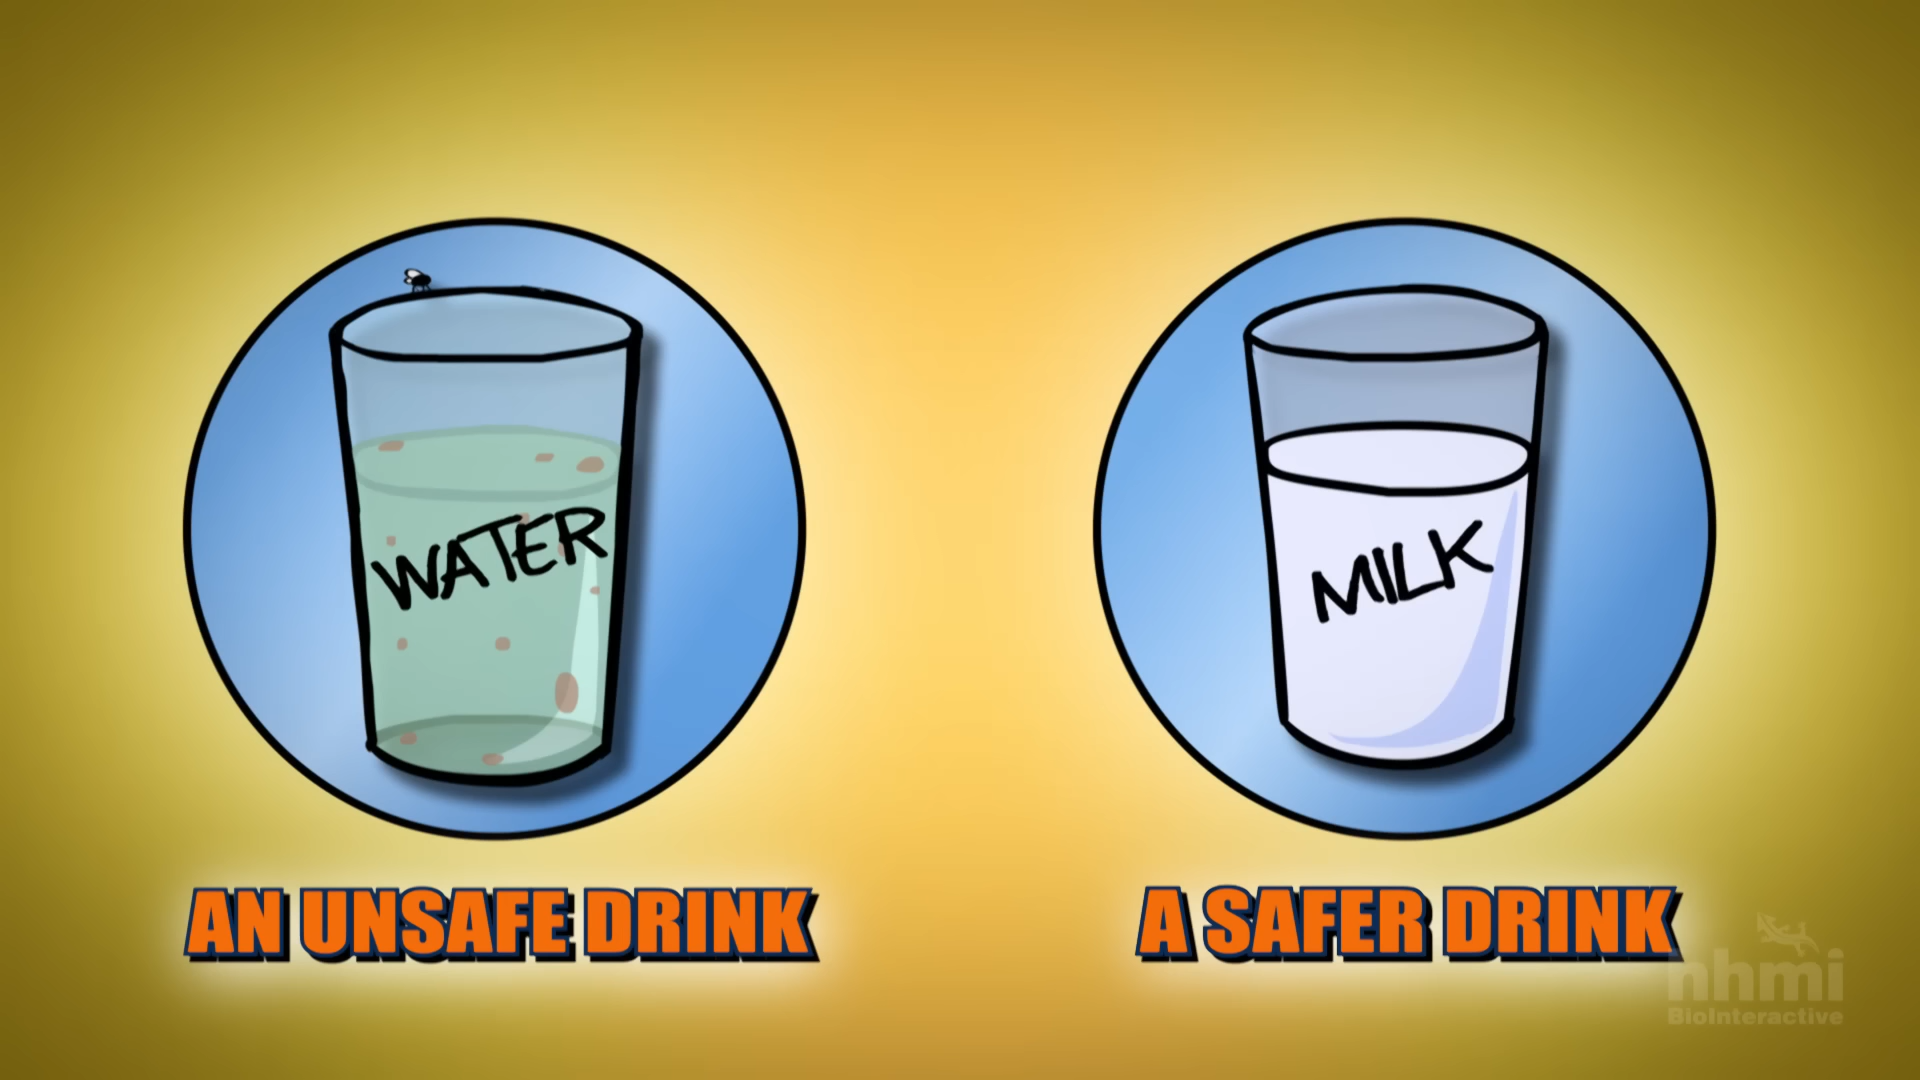 WATER
MILK
AN UNSAFE DRINK
A SAFER DRINK
hhmi
BioInteractive